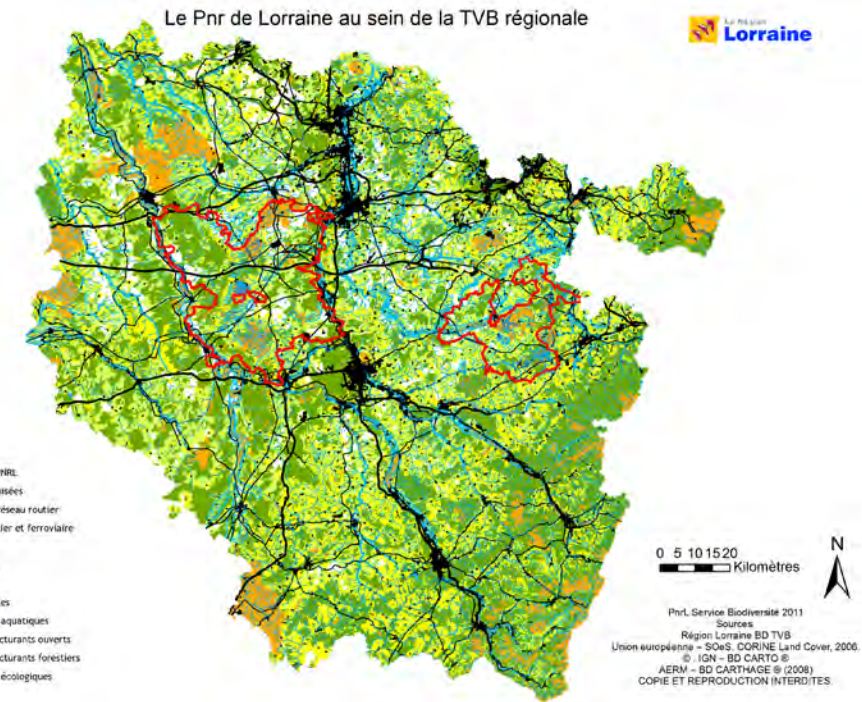 Le Pnr de Lorraine au sein de la TVB régionale
La Région
Lorraine
PNRL
isées
réseau routier
ier et ferroviaire
es
aquatiques
cturants ouverts
cturants forestiers
écologiques
0 5 10 15 20
Kilomètres
N
PnrL Service Biodiversité 2011
Sources
Région Lorraine BD TVB
Union européenne – SOeS, CORINE Land Cover, 2006.
© . IGN – BD CARTO ®
AERM – BD CARTHAGE ® (2008)
COPIE ET REPRODUCTION INTERDITES.